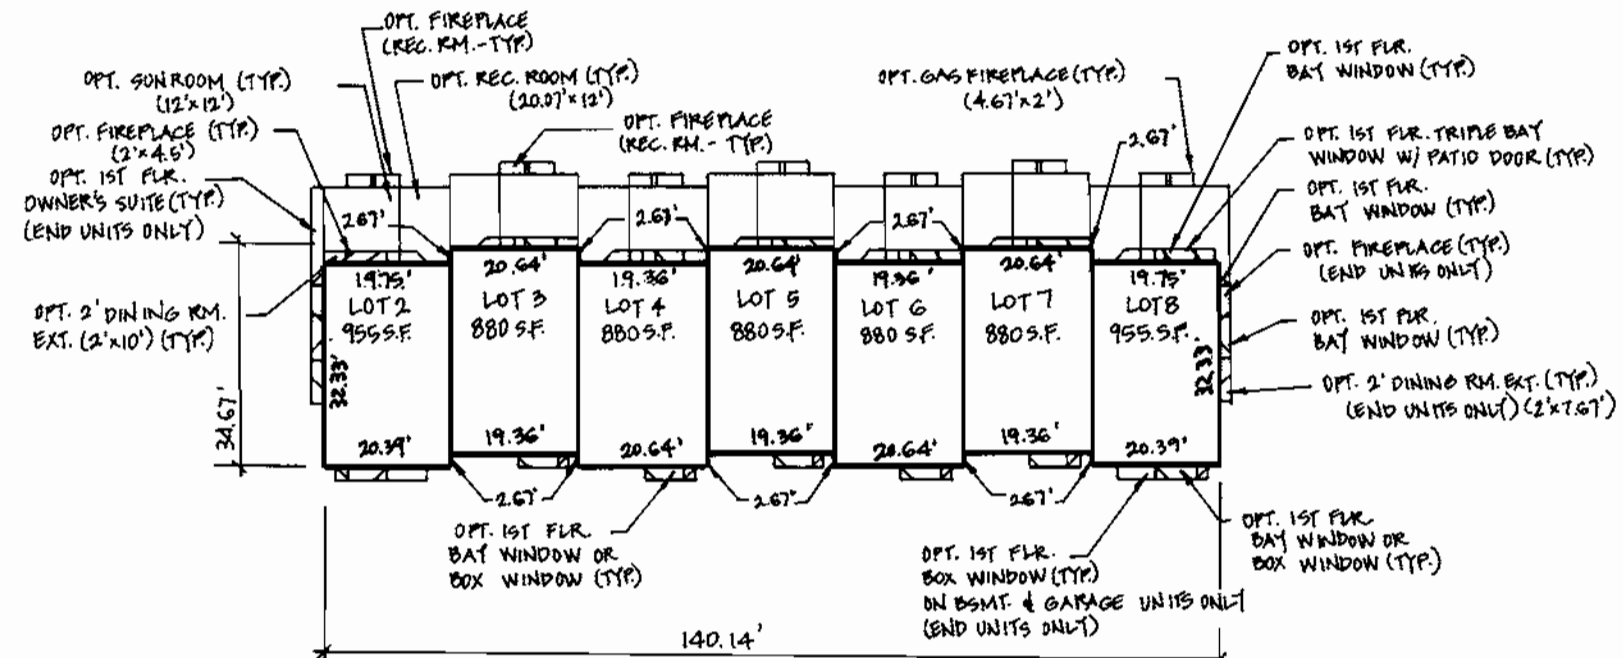 OPT. FIREPLACE
(REC. RM.-TYP.)
OPT. SUNROOM (TYP.)
(12'x12')
OPT. REC. ROOM (TYP.)
(20.07'x12')
OPT. FIREPLACE
(REC. RM.- TYP.)
OPT. GAS FIREPLACE (TYP.)
(4.67'x2')
OPT. 1ST FLR.
BAY WINDOW (TYP.)
OPT. FIREPLACE (TYP.)
(2'x4.5')
OPT. 1ST FLR.
OWNER'S SUITE (TYP.)
(END UNITS ONLY)
2.67'
OPT. 1ST FLR. TRIPLE BAY
WINDOW W/ PATIO DOOR (TYP.)
OPT. 1ST FLR.
BAY WINDOW (TYP.)
OPT. FIREPLACE (TYP.)
(END UNITS ONLY)
2.67'
2.67'
2.67'
OPT. 2' DINING RM.
EXT. (2'x10') (TYP.)
OPT. 1ST FLR.
BAY WINDOW (TYP.)
OPT. 2' DINING RM. EXT. (TYP.)
(END UNITS ONLY) (2'x7.67')
19.75'
LOT 2
955 S.F.
32.33'
20.39'
20.64'
LOT 3
880 S.F.
19.36'
19.36'
LOT 4
880 S.F.
20.64'
20.64'
LOT 5
880 S.F.
19.36'
19.36'
LOT 6
880 S.F.
20.64'
20.64'
LOT 7
880 S.F.
19.36'
19.75'
LOT 8
955 S.F.
32.33'
20.39'
34.67'
2.67'
2.67'
2.67'
OPT. 1ST FLR.
BAY WINDOW OR
BOX WINDOW (TYP.)
OPT. 1ST FLR.
BOX WINDOW (TYP.)
ON BSMT. & GARAGE UNITS ONLY
(END UNITS ONLY)
OPT. 1ST FLR.
BAY WINDOW OR
BOX WINDOW (TYP.)
140.14'